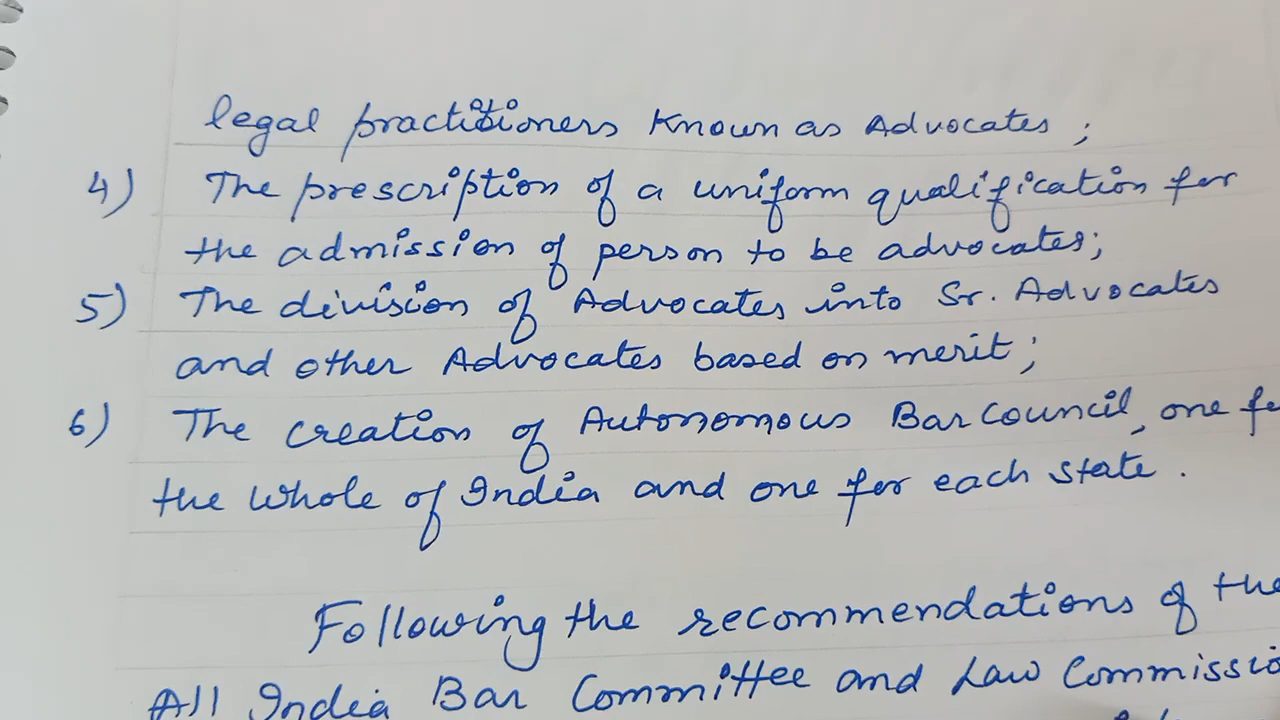 legal practitioners Known as Advocates ;
4) The prescription of a uniform qualification for
the admission of person to be advocates;
5) The division of Advocates into Sr. Advocates
and other Advocates based on merit ;
6) The creation of Autonomous Bar Council, one
the whole of India and one for each state .
Following the recommendations of the
All India Bar Committee and Law